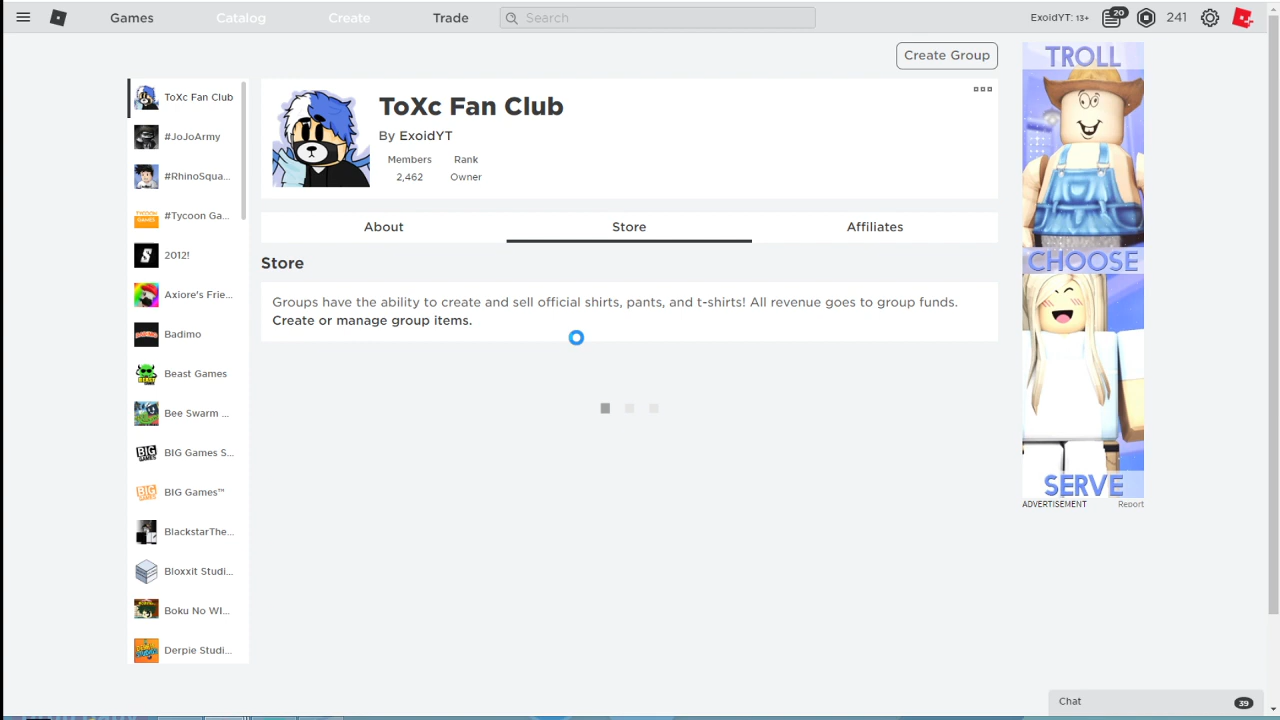 Games
Catalog
Create
Trade
Search
ExoidYT: 13+
20
241
Create Group
ToXc Fan Club
#JoJoArmy
#RhinoSqua...
#Tycoon Ga...
2012!
Axiore's Frie...
Badimo
Beast Games
Bee Swarm ...
BIG Games S...
BIG Games™
BlackstarThe...
Bloxxit Studi...
Boku No WI...
Derpie Studi...
ToXc Fan Club
By ExoidYT
Members
Rank
2,462
Owner
About
Store
Affiliates
Store
Groups have the ability to create and sell official shirts, pants, and t-shirts! All revenue goes to group funds.
Create or manage group items.
TROLL
CHOOSE
SERVE
ADVERTISEMENT
Report
Chat
39